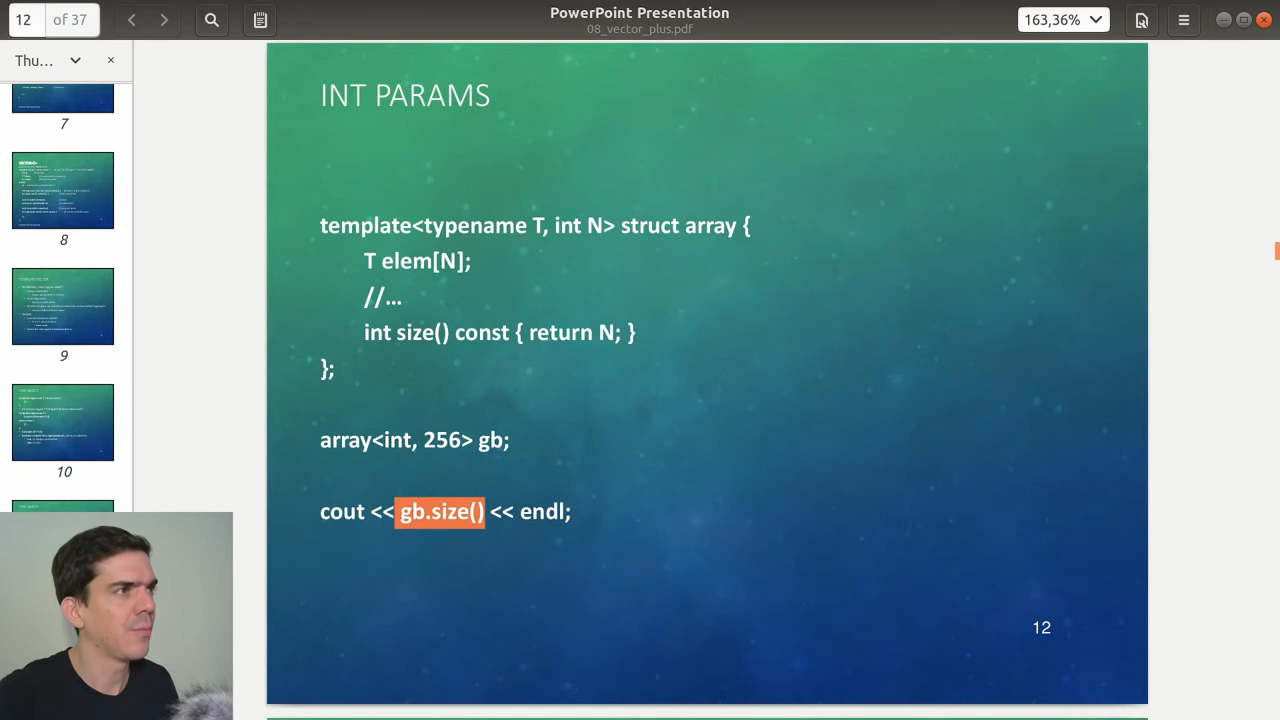 12 of 37
PowerPoint Presentation
08_vector_plus.pdf
163,36%
Thu...
7
8
9
10
INT PARAMS
template<typename T, int N> struct array {
T elem[N];
//...
int size() const { return N; }
};
array<int, 256> gb;
cout << gb.size() << endl;
12